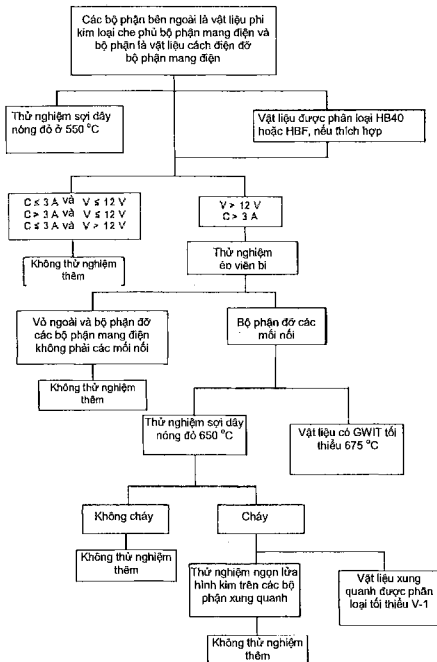 Các bộ phận bên ngoài là vật liệu phi
kim loại che phủ bộ phận mang điện và
bộ phận là vật liệu cách điện đỡ
bộ phận mang điện
Thử nghiệm sợi dây
nóng đỏ ở 550 °C
Vật liệu được phân loại HB40
hoặc HBF, nếu thích hợp
C ≤ 3 A và V ≤ 12 V
C > 3 A và V ≤ 12 V
C ≤ 3 A và V > 12 V
V > 12 V
C > 3 A
Không thử nghiệm
thêm
Thử nghiệm
ép viên bi
Vỏ ngoài và bộ phận đỡ
các bộ phận mang điện
không phải các mối nối
Bộ phận đỡ các
mối nối
Không thử nghiệm
thêm
Thử nghiệm sợi dây
nóng đỏ 650 °C
Vật liệu có GWIT tối
thiểu 675 °C
Không cháy
Cháy
Không thử nghiệm
thêm
Thử nghiệm ngọn lửa
hình kim trên các bộ
phận xung quanh
Vật liệu xung
quanh được phân
loại tối thiểu V-1
Không thử nghiệm
thêm